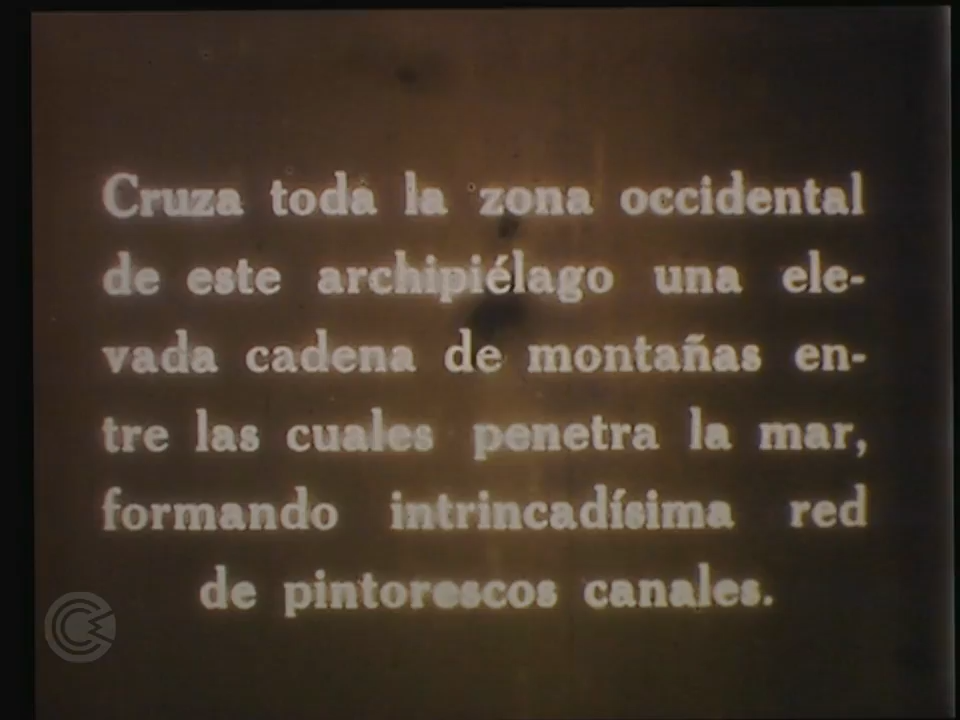 Cruza toda la zona occidental
de este archipiélago una ele-
vada cadena de montañas en-
tre las cuales penetra la mar,
formando intrincadísima red
de pintorescos canales.